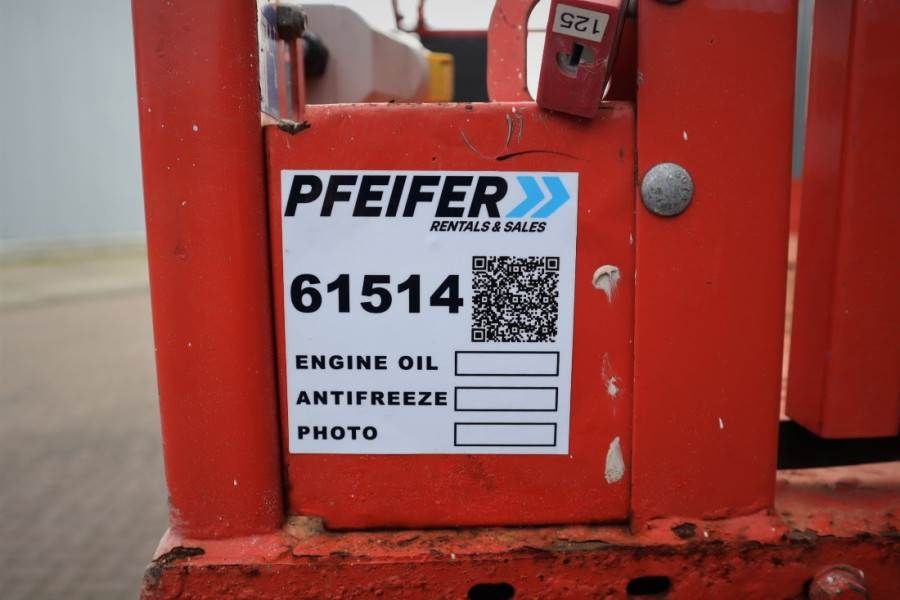 125
PFEIFER
RENTALS & SALES
61514
ENGINE OIL
ANTIFREEZE
PHOTO